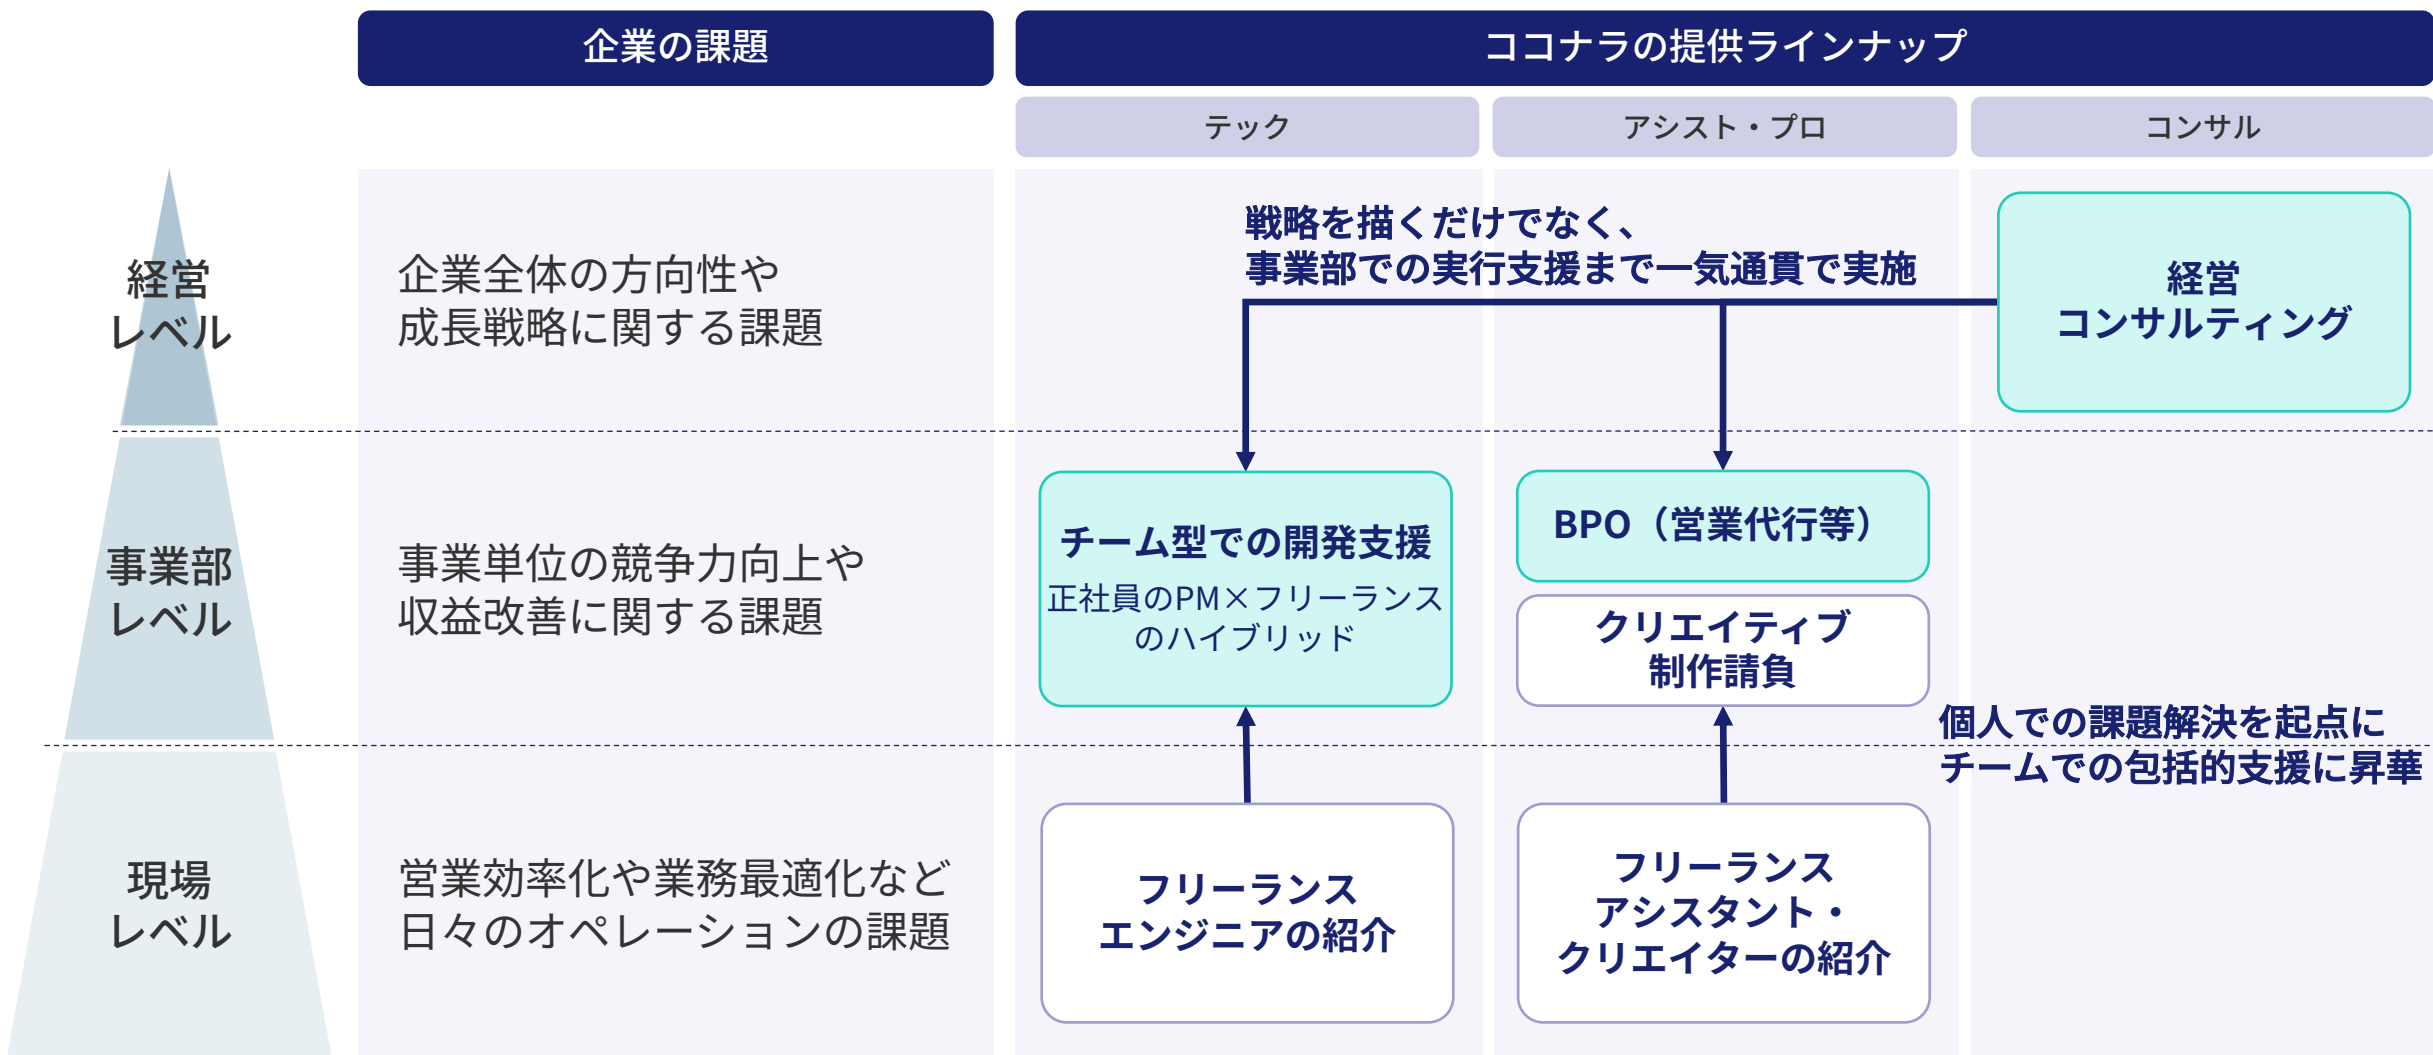 企業の課題
ココナラの提供ラインナップ
テック
アシスト・プロ
コンサル
経営
レベル
企業全体の方向性や
成長戦略に関する課題
戦略を描くだけでなく、
事業部での実行支援まで一気通貫で実施
経営
コンサルティング
事業部
レベル
事業単位の競争力向上や
収益改善に関する課題
チーム型での開発支援
正社員のPM×フリーランス
のハイブリッド
BPO（営業代行等）
クリエイティブ
制作請負
個人での課題解決を起点に
チームでの包括的支援に昇華
現場
レベル
営業効率化や業務最適化など
日々のオペレーションの課題
フリーランス
エンジニアの紹介
フリーランス
アシスタント・
クリエイターの紹介